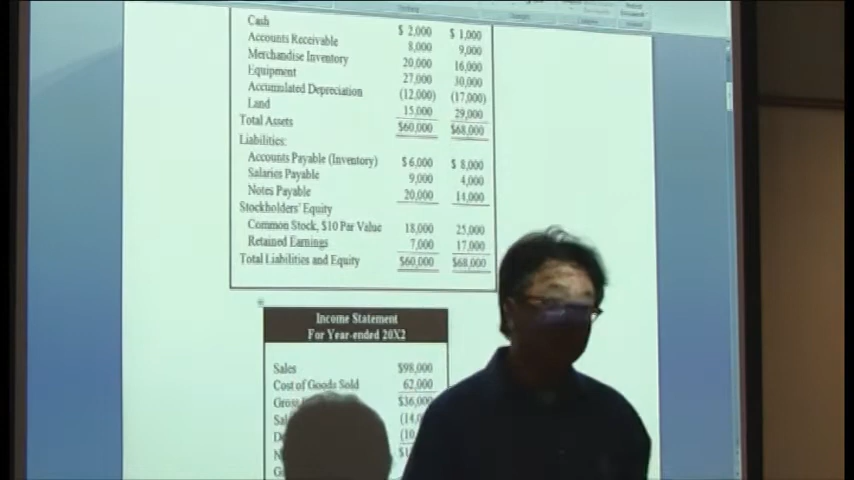 Cash $ 2,000 $ 1,000
Accounts Receivable 8,000 9,000
Merchandise Inventory 20,000 16,000
Equipment 27,000 30,000
Accumulated Depreciation (12,000) (17,000)
Land 15,000 29,000
Total Assets $60,000 $68,000
Liabilities:
Accounts Payable (Inventory) $ 6,000 $ 8,000
Salaries Payable 9,000 4,000
Notes Payable 20,000 14,000
Stockholders' Equity
Common Stock, $10 Par Value 18,000 25,000
Retained Earnings 7,000 17,000
Total Liabilities and Equity $60,000 $68,000
Income Statement
For Year-ended 20X2
Sales $98,000
Cost of Goods Sold 62,000
$36,000